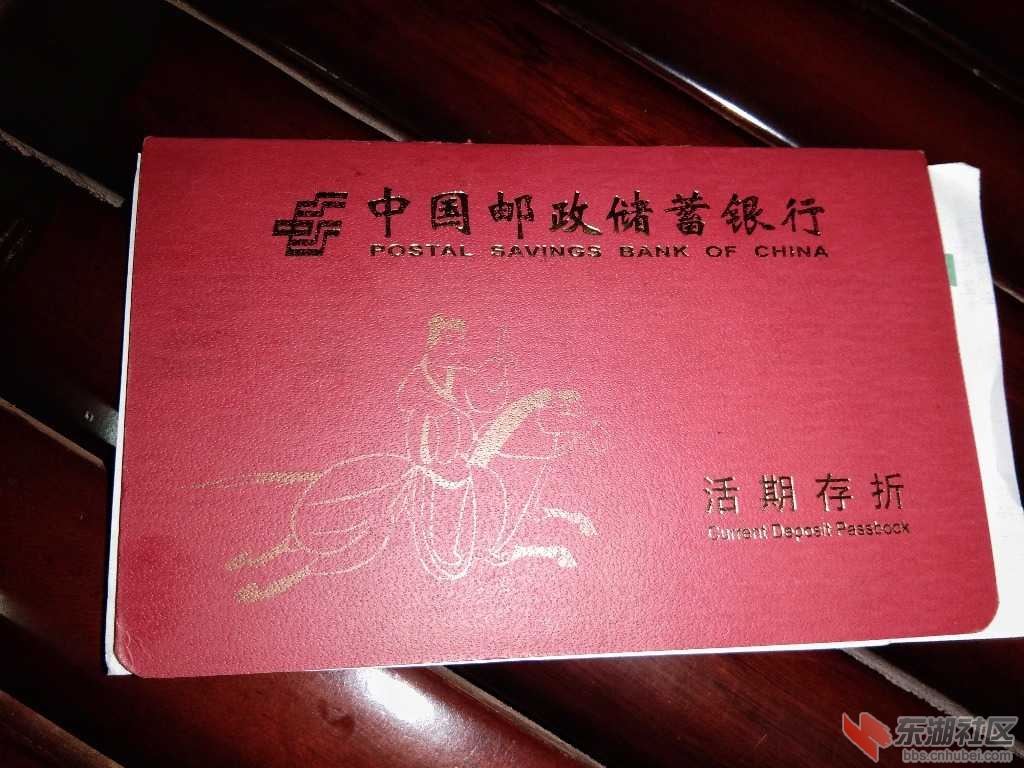 中国邮政储蓄银行
POSTAL SAVINGS BANK OF CHINA
活期存折
Current Deposit Passbook
东湖社区
bbs.cnhubei.com